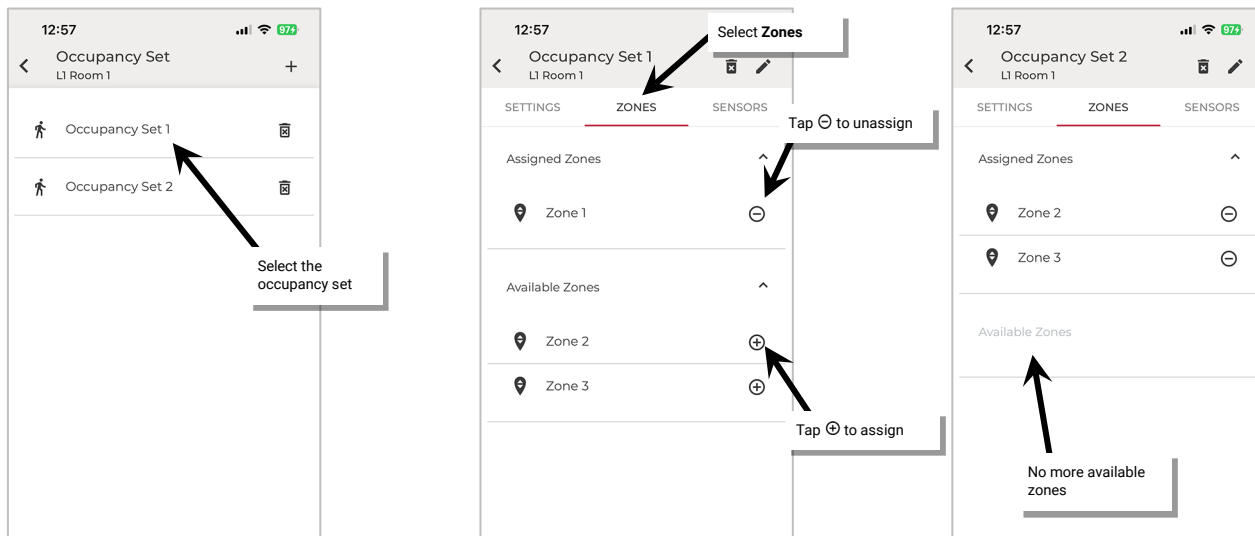 12:57
97
Occupancy Set
L1 Room 1
Occupancy Set 1
Occupancy Set 2
Select the
occupancy set
12:57
Occupancy Set 1
L1 Room 1
Select Zones
SETTINGS ZONES SENSORS
Tap ⊖ to unassign
Assigned Zones
Zone 1
Available Zones
Zone 2
Zone 3
Tap ⊕ to assign
12:57
97
Occupancy Set 2
L1 Room 1
SETTINGS ZONES SENSORS
Assigned Zones
Zone 2
Zone 3
Available Zones
No more available
zones